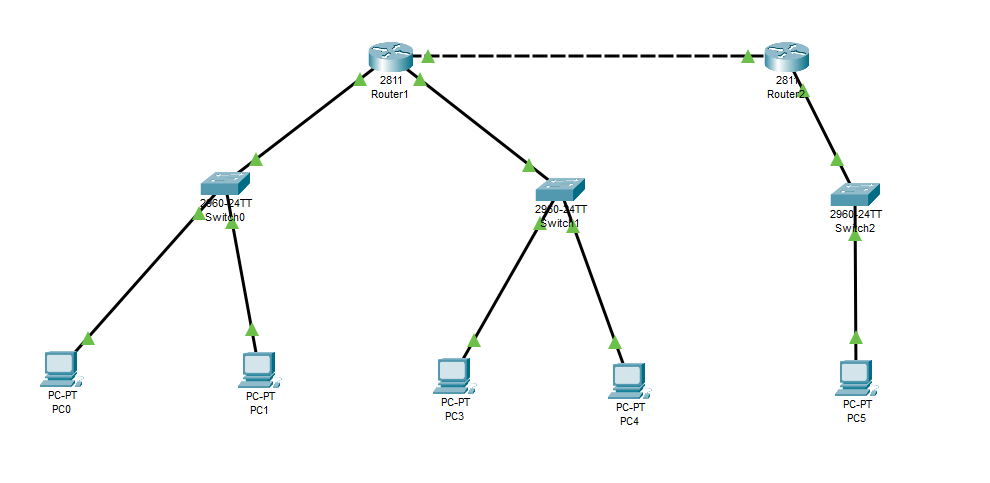 2811
Router1
2811
Router2
2960-24TT
Switch0
2960-24TT
Switch1
2960-24TT
Switch2
PC-PT
PC0
PC-PT
PC1
PC-PT
PC3
PC-PT
PC4
PC-PT
PC5